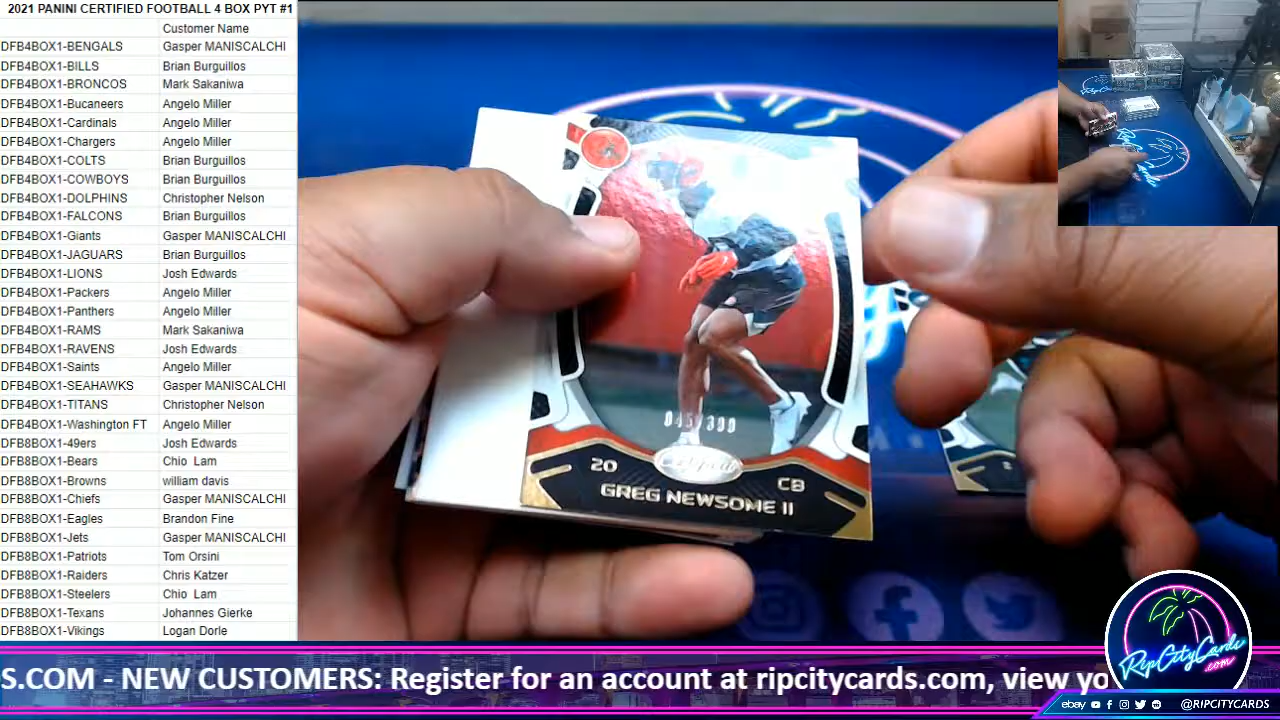 2021 PANINI CERTIFIED FOOTBALL 4 BOX PYT #1
Customer Name
DFB4BOX1-BENGALS Gasper MANISCALCHI
DFB4BOX1-BILLS Brian Burguillos
DFB4BOX1-BRONCOS Mark Sakaniwa
DFB4BOX1-Bucaneers Angelo Miller
DFB4BOX1-Cardinals Angelo Miller
DFB4BOX1-Chargers Angelo Miller
DFB4BOX1-COLTS Brian Burguillos
DFB4BOX1-COWBOYS Brian Burguillos
DFB4BOX1-DOLPHINS Christopher Nelson
DFB4BOX1-FALCONS Brian Burguillos
DFB4BOX1-Giants Gasper MANISCALCHI
DFB4BOX1-JAGUARS Brian Burguillos
DFB4BOX1-LIONS Josh Edwards
DFB4BOX1-Packers Angelo Miller
DFB4BOX1-Panthers Angelo Miller
DFB4BOX1-RAMS Mark Sakaniwa
DFB4BOX1-RAVENS Josh Edwards
DFB4BOX1-Saints Angelo Miller
DFB4BOX1-SEAHAWKS Gasper MANISCALCHI
DFB4BOX1-TITANS Christopher Nelson
DFB4BOX1-Washington FT Angelo Miller
DFB8BOX1-49ers Josh Edwards
DFB8BOX1-Bears Chio Lam
DFB8BOX1-Browns william davis
DFB8BOX1-Chiefs Gasper MANISCALCHI
DFB8BOX1-Eagles Brandon Fine
DFB8BOX1-Jets Gasper MANISCALCHI
DFB8BOX1-Patriots Tom Orsini
DFB8BOX1-Raiders Chris Katzer
DFB8BOX1-Steelers Chio Lam
DFB8BOX1-Texans Johannes Gierke
DFB8BOX1-Vikings Logan Dorle
20
CB
GREG NEWSOME II
RipCityCards
.com
S.COM - NEW CUSTOMERS: Register for an account at ripcitycards.com, view yo
ebay
@RIPCITYCARDS